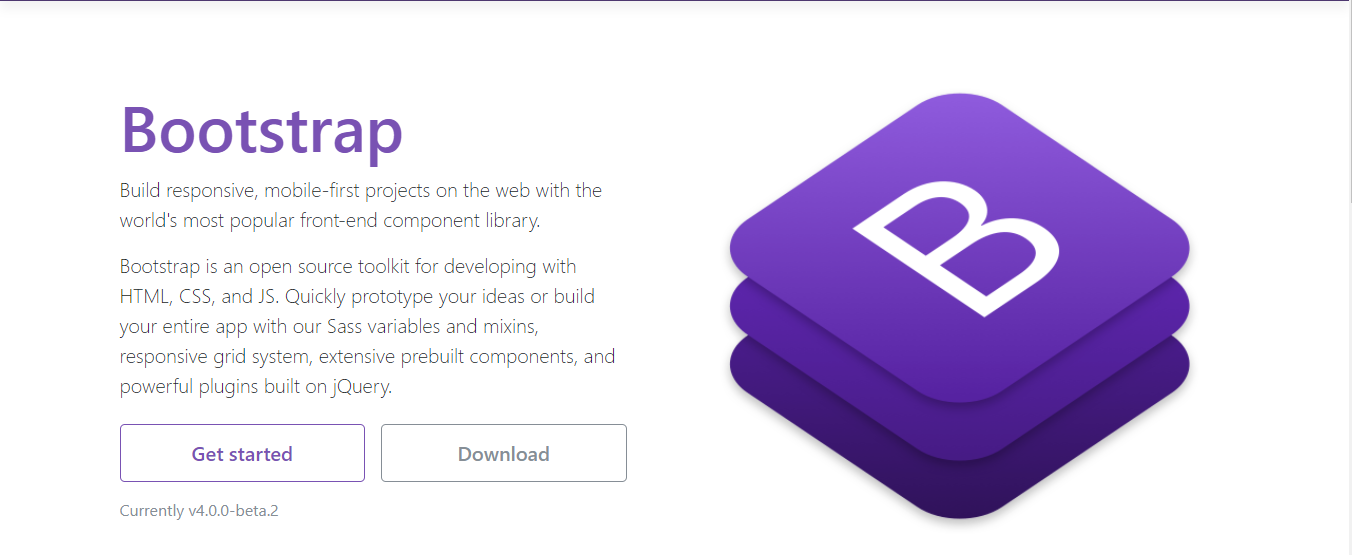 Bootstrap
Build responsive, mobile-first projects on the web with the
world's most popular front-end component library.
Bootstrap is an open source toolkit for developing with
HTML, CSS, and JS. Quickly prototype your ideas or build
your entire app with our Sass variables and mixins,
responsive grid system, extensive prebuilt components, and
powerful plugins built on jQuery.
Get started
Download
Currently v4.0.0-beta.2
B